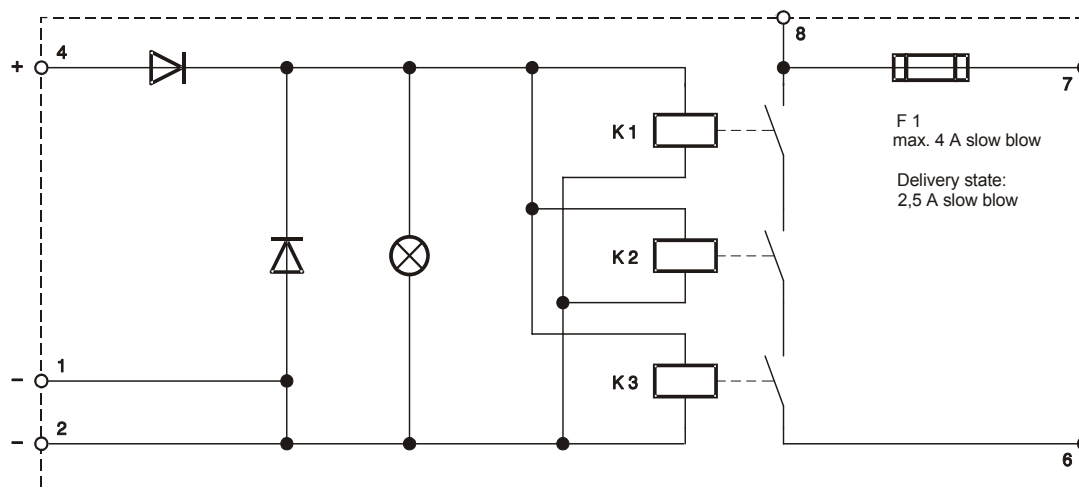 8
+ 4
7
K1
F 1
max. 4 A slow blow
Delivery state:
2,5 A slow blow
K2
1
−
K3
2
−
6